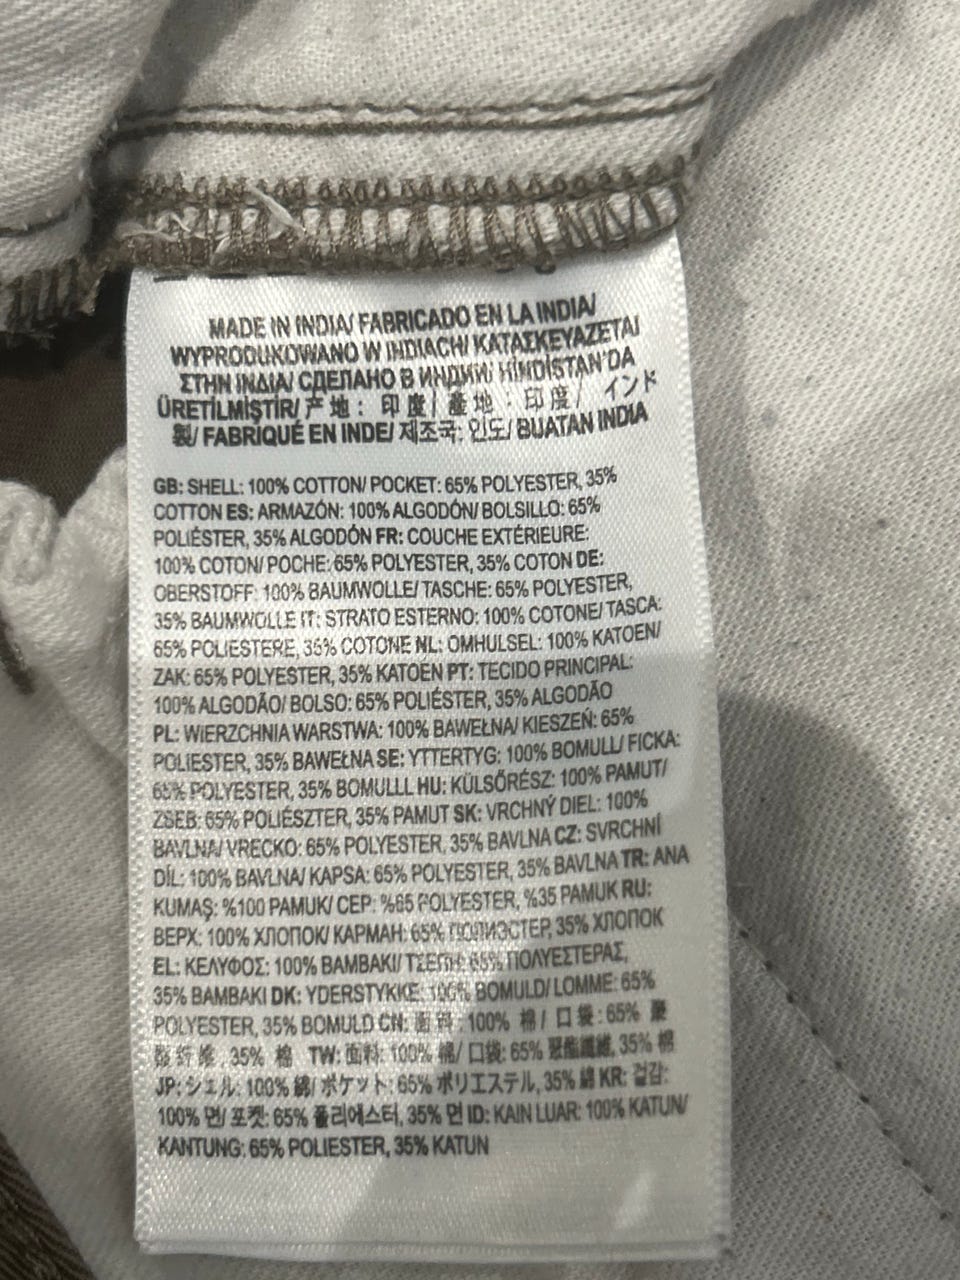 MADE IN INDIA/ FABRICADO EN LA INDIA/
WYPRODUKOWANO W INDIACH/ ΚΑΤΑΣΚΕΥΑΖΕΤΑΙ
ΣΤΗΝ ΙΝΔΙΑ/ СДЕЛАНО В ИНДИИ/ HİNDİSTAN'DA
ÜRETİLMİŞTİR/ 产地: 印度/ 產地: 印度/ インド
製/ FABRIQUÉ EN INDE/ 제조국: 인도/ BUATAN INDIA
GB: SHELL: 100% COTTON/ POCKET: 65% POLYESTER, 35%
COTTON ES: ARMAZÓN: 100% ALGODÓN/ BOLSILLO: 65%
POLIÉSTER, 35% ALGODÓN FR: COUCHE EXTÉRIEURE:
100% COTON/ POCHE: 65% POLYESTER, 35% COTON DE:
OBERSTOFF: 100% BAUMWOLLE/ TASCHE: 65% POLYESTER,
35% BAUMWOLLE IT: STRATO ESTERNO: 100% COTONE/ TASCA:
65% POLIESTERE, 35% COTONE NL: OMHULSEL: 100% KATOEN/
ZAK: 65% POLYESTER, 35% KATOEN PT: TECIDO PRINCIPAL:
100% ALGODÃO/ BOLSO: 65% POLIÉSTER, 35% ALGODÃO
PL: WIERZCHNIA WARSTWA: 100% BAWEŁNA/ KIESZEŃ: 65%
POLIESTER, 35% BAWEŁNA SE: YTTERTYG: 100% BOMULL/ FICKA:
65% POLYESTER, 35% BOMULLL HU: KÜLSŐRÉSZ: 100% PAMUT/
ZSEB: 65% POLIÉSZTER, 35% PAMUT SK: VRCHNÝ DIEL: 100%
BAVLNA/ VRECKO: 65% POLYESTER, 35% BAVLNA CZ: SVRCHNÍ
DÍL: 100% BAVLNA/ KAPSA: 65% POLYESTER, 35% BAVLNA TR: ANA
KUMAŞ: %100 PAMUK/ CEP: %65 POLYESTER, %35 PAMUK RU:
ВЕРХ: 100% ХЛОПОК/ КАРМАН: 65% ПОЛИЭСТЕР, 35% ХЛОПОК
EL: ΚΕΛΥΦΟΣ: 100% ΒΑΜΒΑΚΙ/ ΤΣΕΠΗ: 65% ΠΟΛΥΕΣΤΕΡΑΣ,
35% ΒΑΜΒΑΚΙ DK: YDERSTYKKE: 100% BOMULD/ LOMME: 65%
POLYESTER, 35% BOMULD CN: 面料: 100% 棉/ 口袋: 65% 聚
酯纤维, 35% 棉 TW: 面料: 100% 棉/ 口袋: 65% 聚酯纖維, 35% 棉
JP: シェル: 100% 綿/ ポケット: 65% ポリエステル, 35% 綿 KR: 겉감:
100% 면/ 포켓: 65% 폴리에스터, 35% 면 ID: KAIN LUAR: 100% KATUN/
KANTUNG: 65% POLIESTER, 35% KATUN